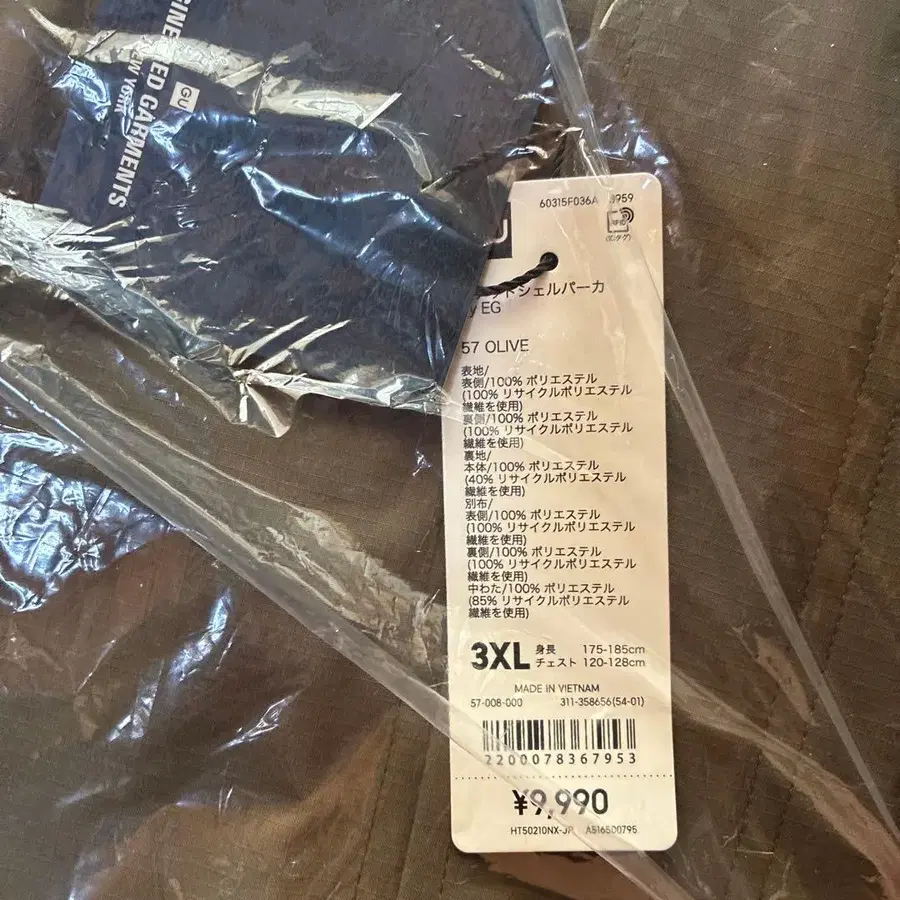 GU
GARMENTS
NEW YORK
60315F036A
RFID
EG
57 OLIVE
表地/
表側/100% ポリエステル
(100% リサイクルポリエステル
繊維を使用)
裏側/100% ポリエステル
(100% リサイクルポリエステル
繊維を使用)
裏地/
本体/100% ポリエステル
(40% リサイクルポリエステル
繊維を使用)
別布/
表側/100% ポリエステル
(100% リサイクルポリエステル
繊維を使用)
裏側/100% ポリエステル
(100% リサイクルポリエステル
繊維を使用)
中わた/100% ポリエステル
(85% リサイクルポリエステル
繊維を使用)
3XL 身長 175-185cm
チェスト 120-128cm
MADE IN VIETNAM
57-008-000 311-358656(54-01)
2200078367953
¥9,990
HT50210NX-JP A516500795